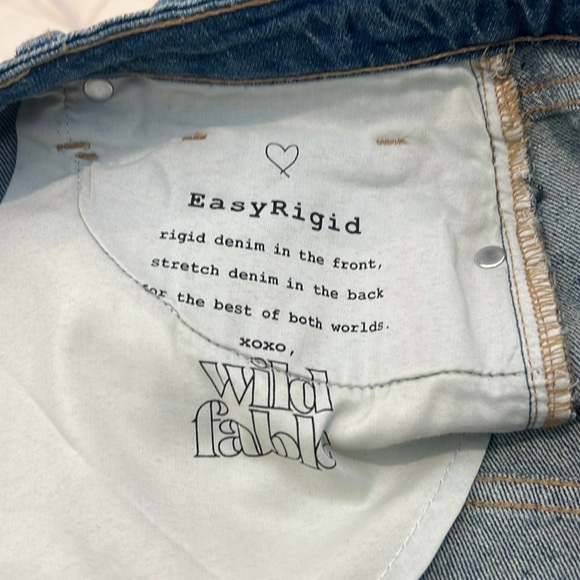 EasyRigid
rigid denim in the front,
stretch denim in the back
for the best of both worlds.
xoxo,
wild
fable